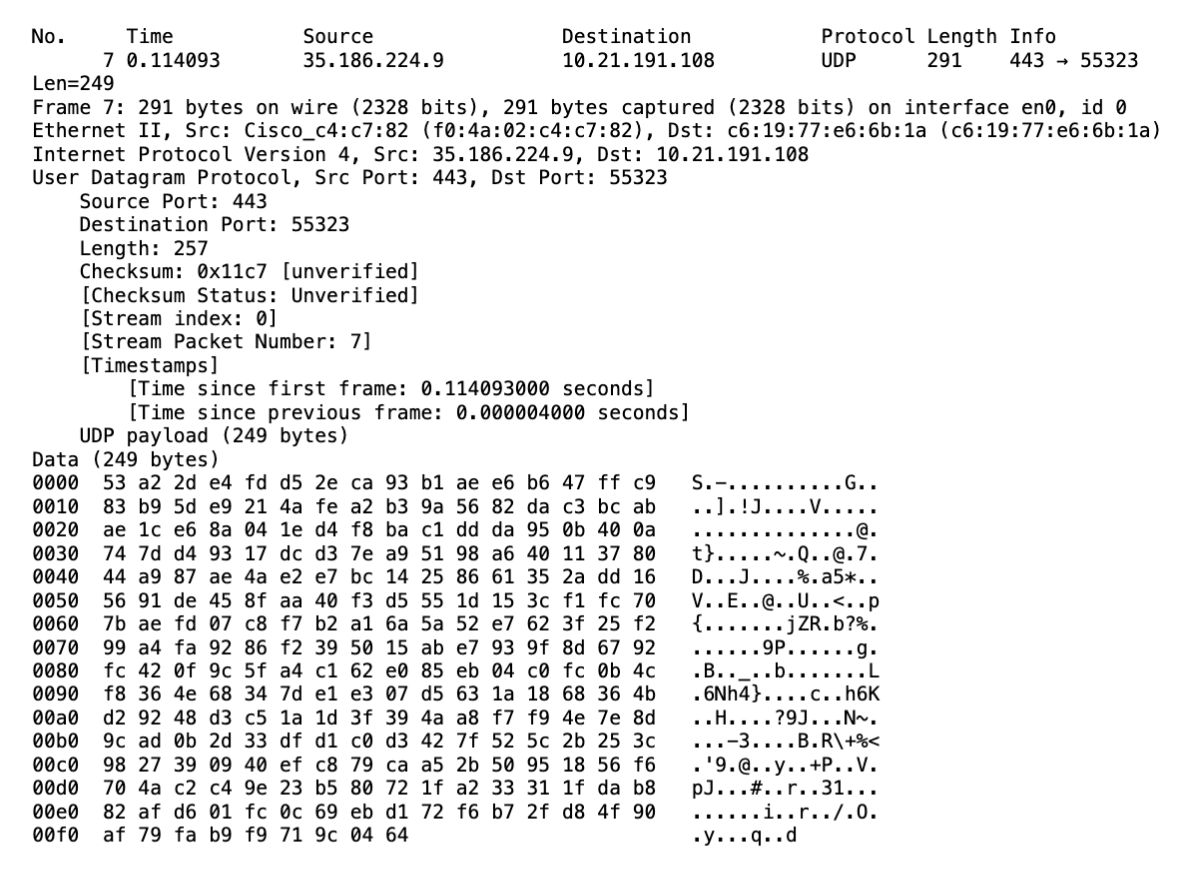 No.     Time           Source                Destination           Protocol Length Info
      7 0.114093       35.186.224.9          10.21.191.108         UDP      291    443 → 55323
Len=249
Frame 7: 291 bytes on wire (2328 bits), 291 bytes captured (2328 bits) on interface en0, id 0
Ethernet II, Src: Cisco_c4:c7:82 (f0:4a:02:c4:c7:82), Dst: c6:19:77:e6:6b:1a (c6:19:77:e6:6b:1a)
Internet Protocol Version 4, Src: 35.186.224.9, Dst: 10.21.191.108
User Datagram Protocol, Src Port: 443, Dst Port: 55323
    Source Port: 443
    Destination Port: 55323
    Length: 257
    Checksum: 0x11c7 [unverified]
    [Checksum Status: Unverified]
    [Stream index: 0]
    [Stream Packet Number: 7]
    [Timestamps]
        [Time since first frame: 0.114093000 seconds]
        [Time since previous frame: 0.000004000 seconds]
    UDP payload (249 bytes)
Data (249 bytes)
0000  53 a2 2d e4 fd d5 2e ca 93 b1 ae e6 b6 47 ff c9   S.-..........G..
0010  83 b9 5d e9 21 4a fe a2 b3 9a 56 82 da c3 bc ab   ..].!J....V.....
0020  ae 1c e6 8a 04 1e d4 f8 ba c1 dd da 95 0b 40 0a   ..............@.
0030  74 7d d4 93 17 dc d3 7e a9 51 98 a6 40 11 37 80   t}.....~.Q..@.7.
0040  44 a9 87 ae 4a e2 e7 bc 14 25 86 61 35 2a dd 16   D...J....%.a5*..
0050  56 91 de 45 8f aa 40 f3 d5 55 1d 15 3c f1 fc 70   V..E..@..U..<..p
0060  7b ae fd 07 c8 f7 b2 a1 6a 5a 52 e7 62 3f 25 f2   {.......jZR.b?%.
0070  99 a4 fa 92 86 f2 39 50 15 ab e7 93 9f 8d 67 92   ......9P......g.
0080  fc 42 0f 9c 5f a4 c1 62 e0 85 eb 04 c0 fc 0b 4c   .B.._..b.......L
0090  f8 36 4e 68 34 7d e1 e3 07 d5 63 1a 18 68 36 4b   .6Nh4}....c..h6K
00a0  d2 92 48 d3 c5 1a 1d 3f 39 4a a8 f7 f9 4e 7e 8d   ..H....?9J...N~.
00b0  9c ad 0b 2d 33 df d1 c0 d3 42 7f 52 5c 2b 25 3c   ...-3....B.R\+%<
00c0  98 27 39 09 40 ef c8 79 ca a5 2b 50 95 18 56 f6   .'9.@..y..+P..V.
00d0  70 4a c2 c4 9e 23 b5 80 72 1f a2 33 31 1f da b8   pJ...#..r..31...
00e0  82 af d6 01 fc 0c 69 eb d1 72 f6 b7 2f d8 4f 90   ......i..r../.O.
00f0  af 79 fa b9 f9 71 9c 04 64                        .y...q..d